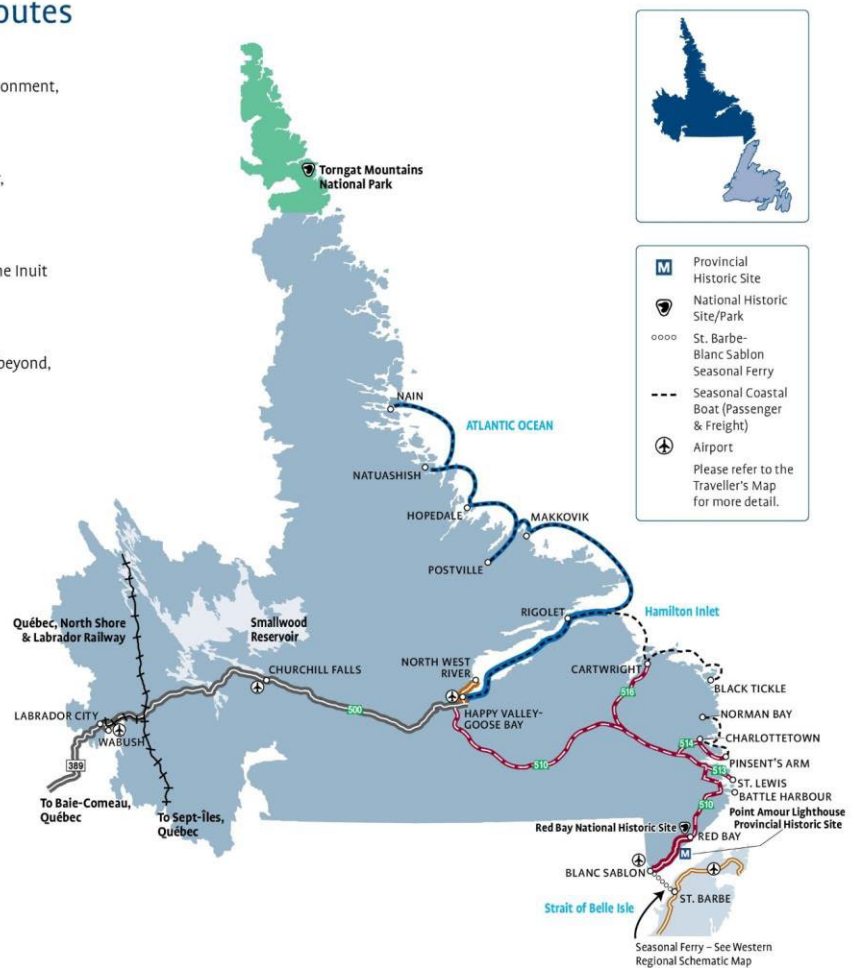 outes
onment,
,
ne Inuit
beyond,
Torngat Mountains
National Park
M
Provincial
Historic Site
National Historic
Site/Park
St. Barbe-
Blanc Sablon
Seasonal Ferry
Seasonal Coastal
Boat (Passenger
& Freight)
Airport
Please refer to the
Traveller's Map
for more detail.
NAIN
ATLANTIC OCEAN
NATUASHISH
HOPEDALE
MAKKOVIK
POSTVILLE
RIGOLET
Hamilton Inlet
Québec, North Shore
& Labrador Railway
Smallwood
Reservoir
NORTH WEST
RIVER
CHURCHILL FALLS
CARTWRIGHT
516
BLACK TICKLE
LABRADOR CITY
500
HAPPY VALLEY-
GOOSE BAY
NORMAN BAY
WABUSH
514
CHARLOTTETOWN
389
510
PINSENT'S ARM
513
ST. LEWIS
BATTLE HARBOUR
To Baie-Comeau,
Québec
To Sept-Îles,
Québec
510
Point Amour Lighthouse
Provincial Historic Site
Red Bay National Historic Site
RED BAY
M
BLANC SABLON
ST. BARBE
Strait of Belle Isle
Seasonal Ferry – See Western
Regional Schematic Map